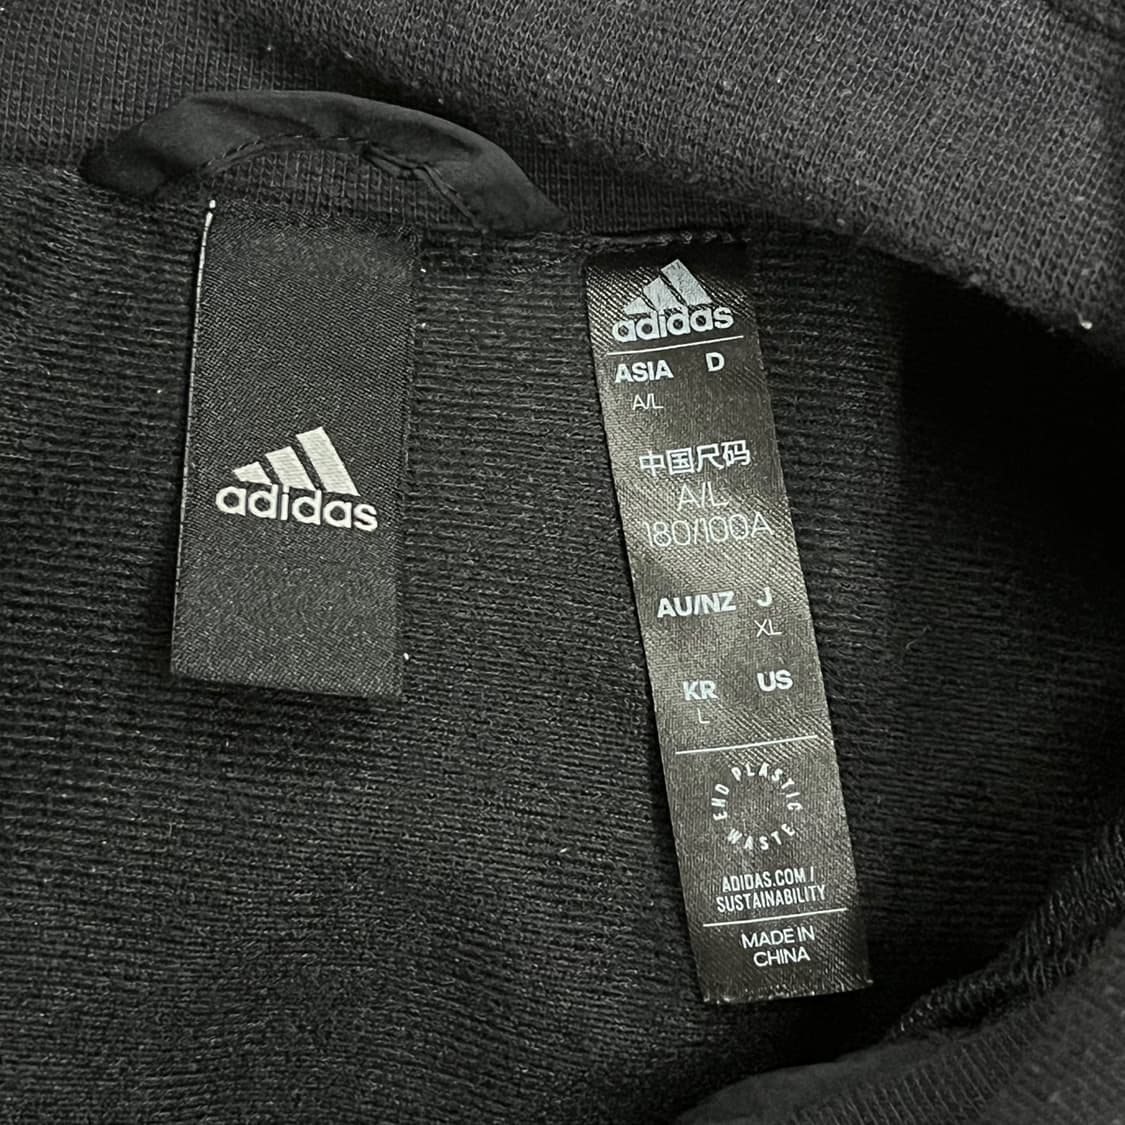 adidas
adidas
ASIA D
A/L
中国尺码
A/L
180/100A
AU/NZ J
XL
KR US
L
END PLASTIC WASTE
ADIDAS.COM /
SUSTAINABILITY
MADE IN
CHINA